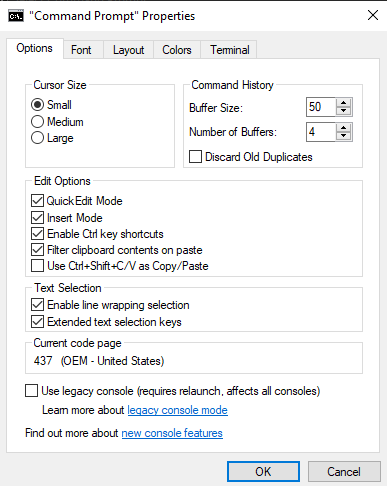 C:\.
"Command Prompt" Properties
Options Font Layout Colors Terminal
Cursor Size
Small
Medium
Large
Command History
Buffer Size: 50
Number of Buffers: 4
Discard Old Duplicates
Edit Options
QuickEdit Mode
Insert Mode
Enable Ctrl key shortcuts
Filter clipboard contents on paste
Use Ctrl+Shift+C/V as Copy/Paste
Text Selection
Enable line wrapping selection
Extended text selection keys
Current code page
437 (OEM - United States)
Use legacy console (requires relaunch, affects all consoles)
Learn more about legacy console mode
Find out more about new console features
OK Cancel